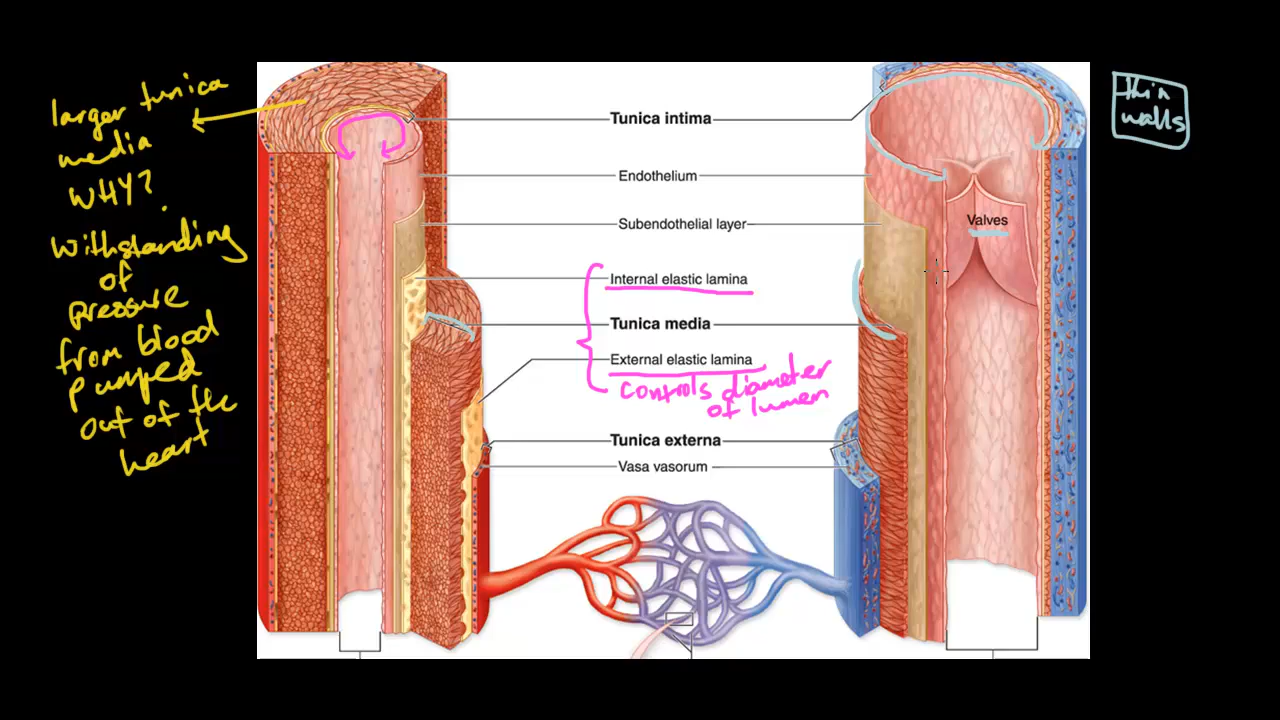 larger tunica
media
WHY?
withstanding
of
pressure
from blood
pumped
out of the
heart
Tunica intima
Endothelium
Subendothelial layer
Internal elastic lamina
Tunica media
External elastic lamina
controls diameter
of lumen
Tunica externa
Vasa vasorum
Valves
thin
walls